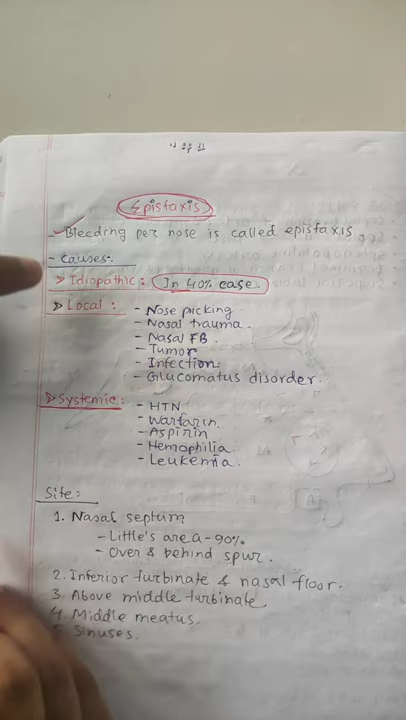 Epistaxis
- Bleeding per nose is called epistaxis.
- Causes:
> Idiopathic: In 40% case.
> Local: - Nose picking
- Nasal trauma.
- Nasal FB.
- Tumor
- Infection.
- Glucomatus disorder.
> Systemic: - HTN
- Warfarin.
- Aspirin
- Hemophilia.
- Leukemia.
Site:
1. Nasal septum
- Little's area - 90%
- Over & behind spur.
2. Inferior turbinate & nasal floor.
3. Above middle turbinate
4. Middle meatus.
5. Sinuses.